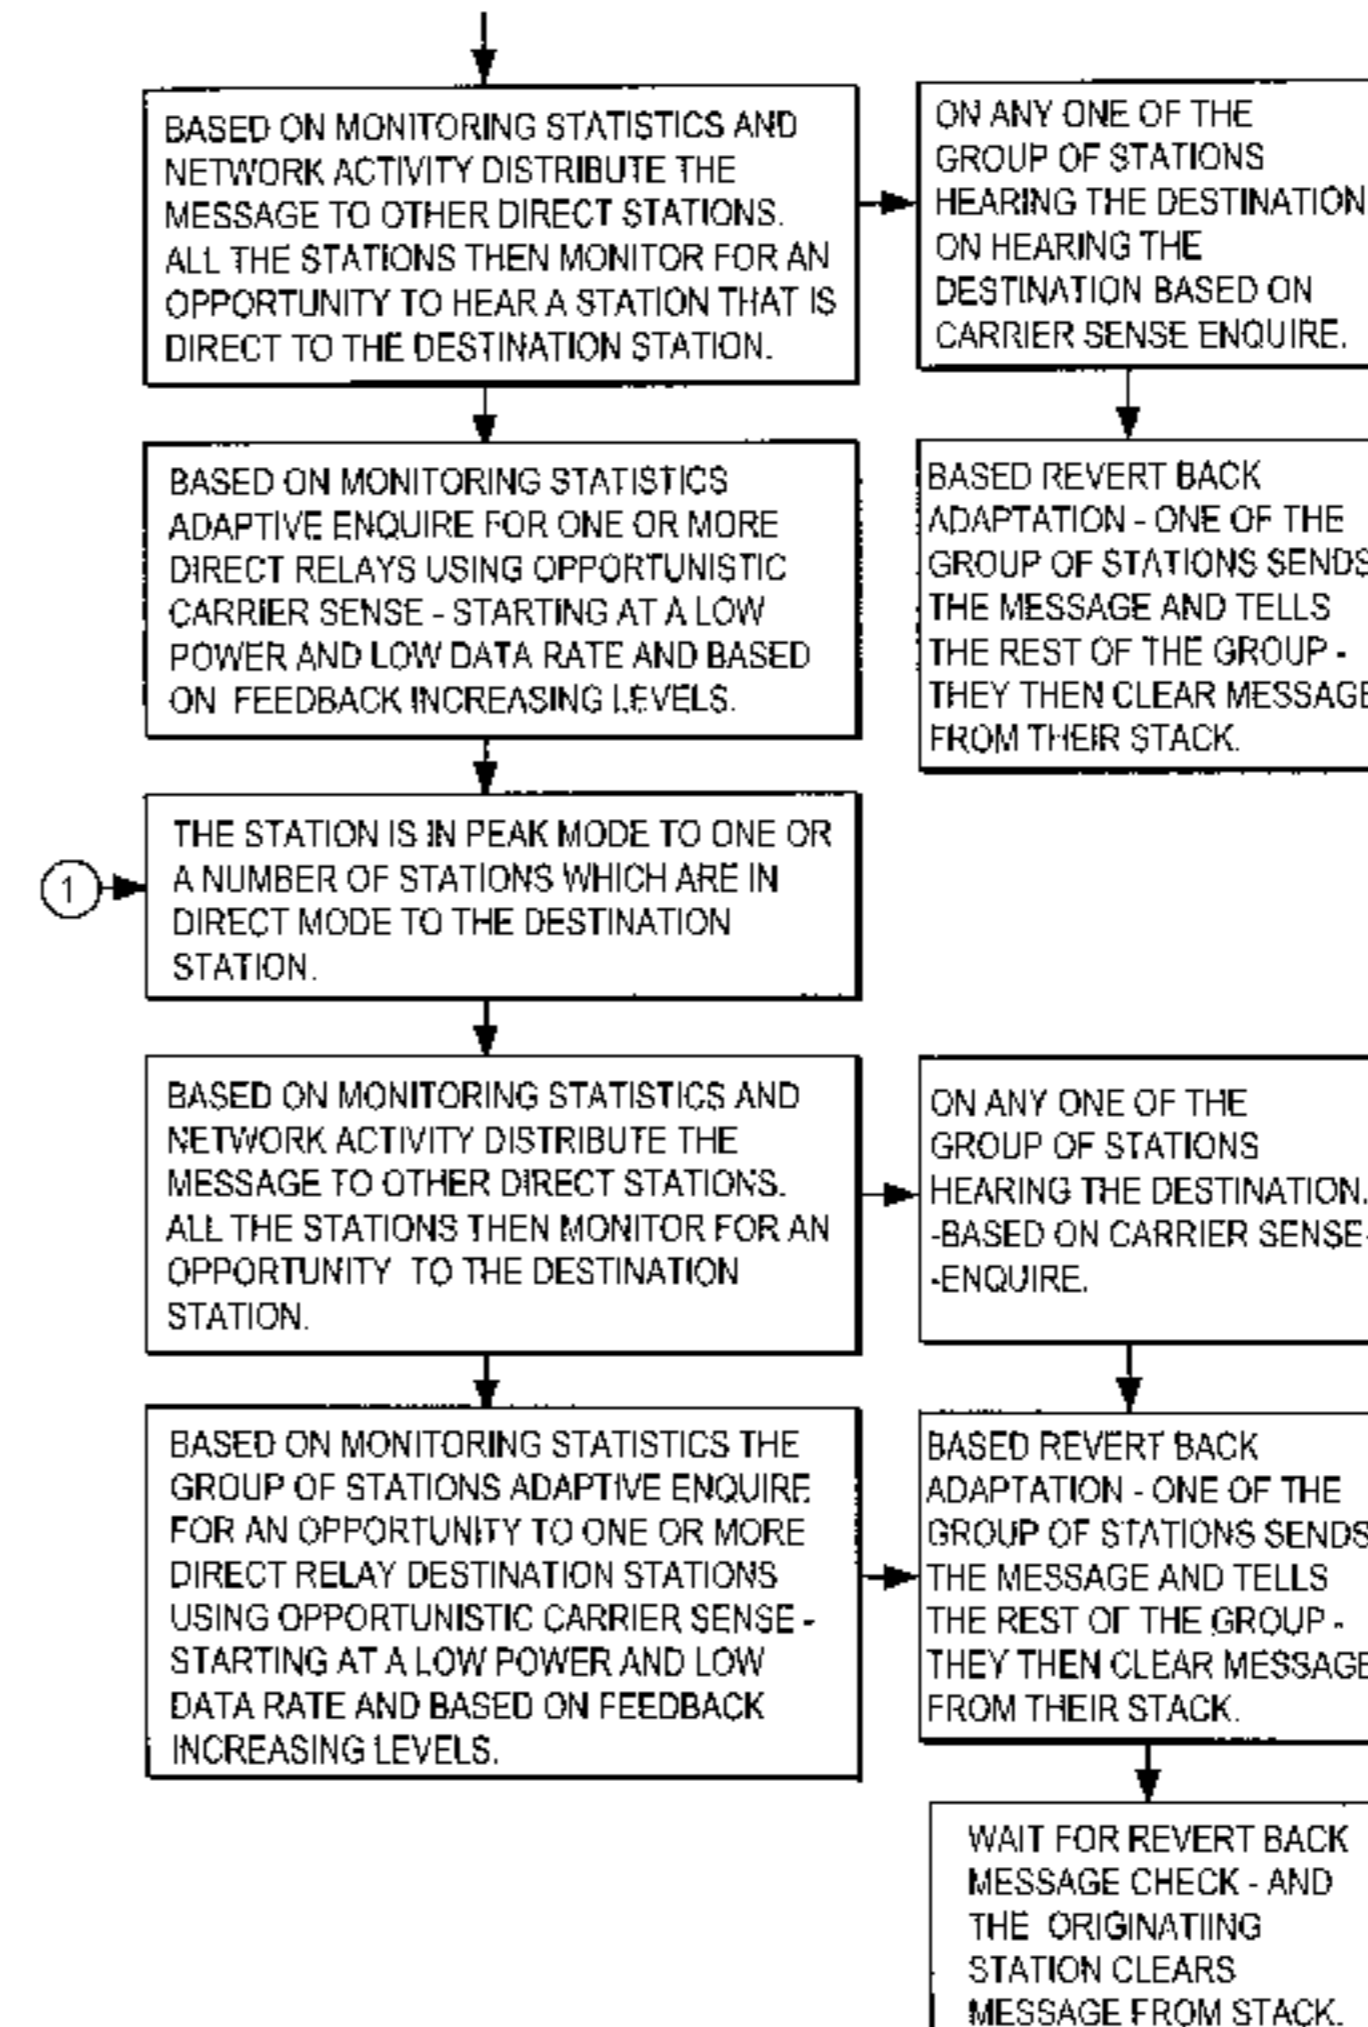 BASED ON MONITORING STATISTICS AND
NETWORK ACTIVITY DISTRIBUTE THE
MESSAGE TO OTHER DIRECT STATIONS.
ALL THE STATIONS THEN MONITOR FOR AN
OPPORTUNITY TO HEAR A STATION THAT IS
DIRECT TO THE DESTINATION STATION.
ON ANY ONE OF THE
GROUP OF STATIONS
HEARING THE DESTINATION
ON HEARING THE
DESTINATION BASED ON
CARRIER SENSE ENQUIRE.
BASED ON MONITORING STATISTICS
ADAPTIVE ENQUIRE FOR ONE OR MORE
DIRECT RELAYS USING OPPORTUNISTIC
CARRIER SENSE - STARTING AT A LOW
POWER AND LOW DATA RATE AND BASED
ON FEEDBACK INCREASING LEVELS.
BASED REVERT BACK
ADAPTATION - ONE OF THE
GROUP OF STATIONS SENDS
THE MESSAGE AND TELLS
THE REST OF THE GROUP -
THEY THEN CLEAR MESSAGE
FROM THEIR STACK.
1
THE STATION IS IN PEAK MODE TO ONE OR
A NUMBER OF STATIONS WHICH ARE IN
DIRECT MODE TO THE DESTINATION
STATION.
BASED ON MONITORING STATISTICS AND
NETWORK ACTIVITY DISTRIBUTE THE
MESSAGE TO OTHER DIRECT STATIONS.
ALL THE STATIONS THEN MONITOR FOR AN
OPPORTUNITY TO THE DESTINATION
STATION.
ON ANY ONE OF THE
GROUP OF STATIONS
HEARING THE DESTINATION.
-BASED ON CARRIER SENSE-
-ENQUIRE.
BASED ON MONITORING STATISTICS THE
GROUP OF STATIONS ADAPTIVE ENQUIRE
FOR AN OPPORTUNITY TO ONE OR MORE
DIRECT RELAY DESTINATION STATIONS
USING OPPORTUNISTIC CARRIER SENSE -
STARTING AT A LOW POWER AND LOW
DATA RATE AND BASED ON FEEDBACK
INCREASING LEVELS.
BASED REVERT BACK
ADAPTATION - ONE OF THE
GROUP OF STATIONS SENDS
THE MESSAGE AND TELLS
THE REST OF THE GROUP -
THEY THEN CLEAR MESSAGE
FROM THEIR STACK.
WAIT FOR REVERT BACK
MESSAGE CHECK - AND
THE ORIGINATIING
STATION CLEARS
MESSAGE FROM STACK.